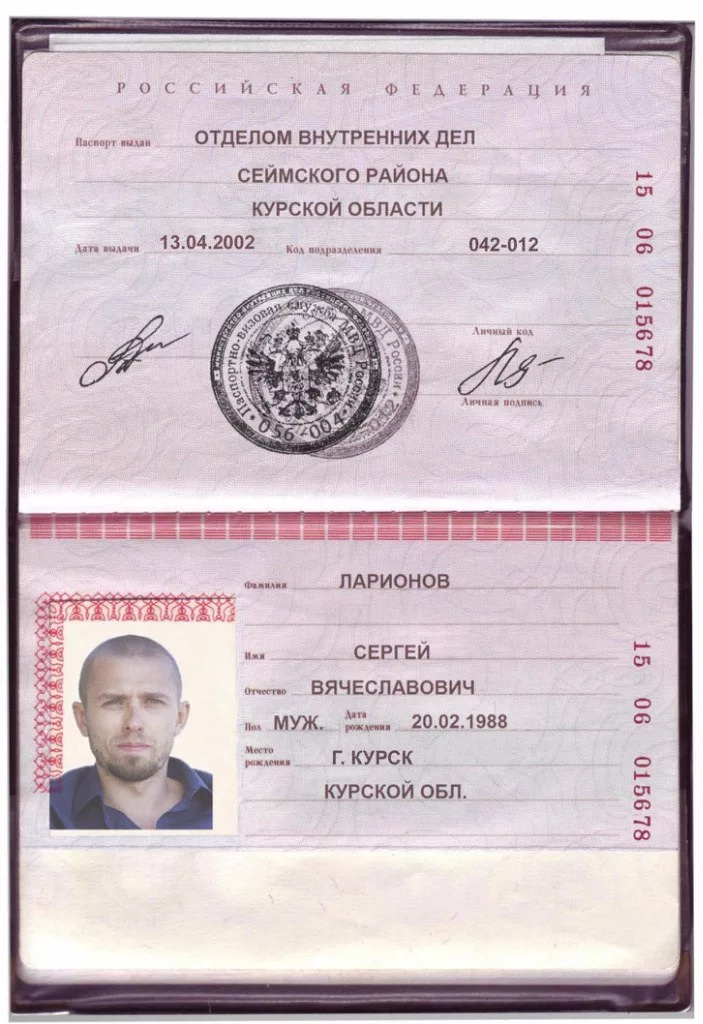 РОССИЙСКАЯ ФЕДЕРАЦИЯ
Паспорт выдан ОТДЕЛОМ ВНУТРЕННИХ ДЕЛ
СЕЙМСКОГО РАЙОНА
КУРСКОЙ ОБЛАСТИ
Дата выдачи 13.04.2002 Код подразделения 042-012
15 06 015678
Паспортно-визовая служба МВД России
056-004
МВД России
Личный код
Личная подпись
Фамилия ЛАРИОНОВ
Имя СЕРГЕЙ
Отчество ВЯЧЕСЛАВОВИЧ
Пол МУЖ. Дата рождения 20.02.1988
Место рождения Г. КУРСК
КУРСКОЙ ОБЛ.
15 06 015678